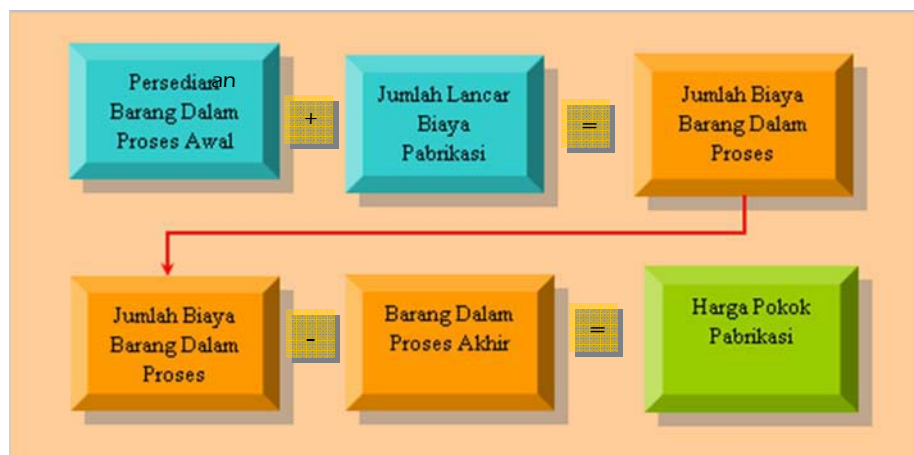 Persediaan
Barang Dalam
Proses Awal
+
Jumlah Lancar
Biaya
Pabrikasi
=
Jumlah Biaya
Barang Dalam
Proses
Jumlah Biaya
Barang Dalam
Proses
-
Barang Dalam
Proses Akhir
=
Harga Pokok
Pabrikasi